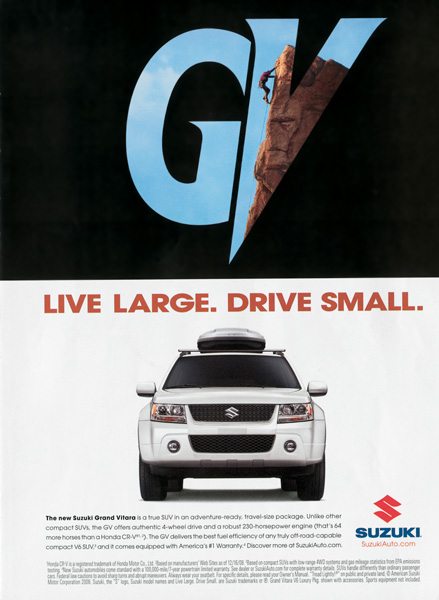 GV
LIVE LARGE. DRIVE SMALL.
The new Suzuki Grand Vitara is a true SUV in an adventure-ready, travel-size package. Unlike other
compact SUVs, the GV offers authentic 4-wheel drive and a robust 230-horsepower engine (that's 64
more horses than a Honda CR-V®¹·²). The GV delivers the best fuel efficiency of any truly off-road-capable
compact V6 SUV,³ and it comes equipped with America's #1 Warranty.⁴ Discover more at SuzukiAuto.com.
SUZUKI
SuzukiAuto.com
Honda CR-V is a registered trademark of Honda Motor Co., Ltd. ¹Based on manufacturers' Web Sites as of 12/16/08. ³Based on compact SUVs with low-range 4WD systems and gas mileage statistics from EPA emissions
testing. ⁴New Suzuki automobiles come standard with a 100,000-mile/7-year powertrain limited warranty. See dealer or SuzukiAuto.com for complete warranty details. SUVs handle differently than ordinary passenger
cars. Federal law cautions to avoid sharp turns and abrupt maneuvers. Always wear your seatbelt. For specific details, please read your Owner's Manual. "Tread Lightly!" on public and private land. © American Suzuki
Motor Corporation 2009. Suzuki, the "S" logo, Suzuki model names and Live Large. Drive Small. are Suzuki trademarks or ®. Grand Vitara V6 Luxury Pkg. shown with accessories. Sports equipment not included.